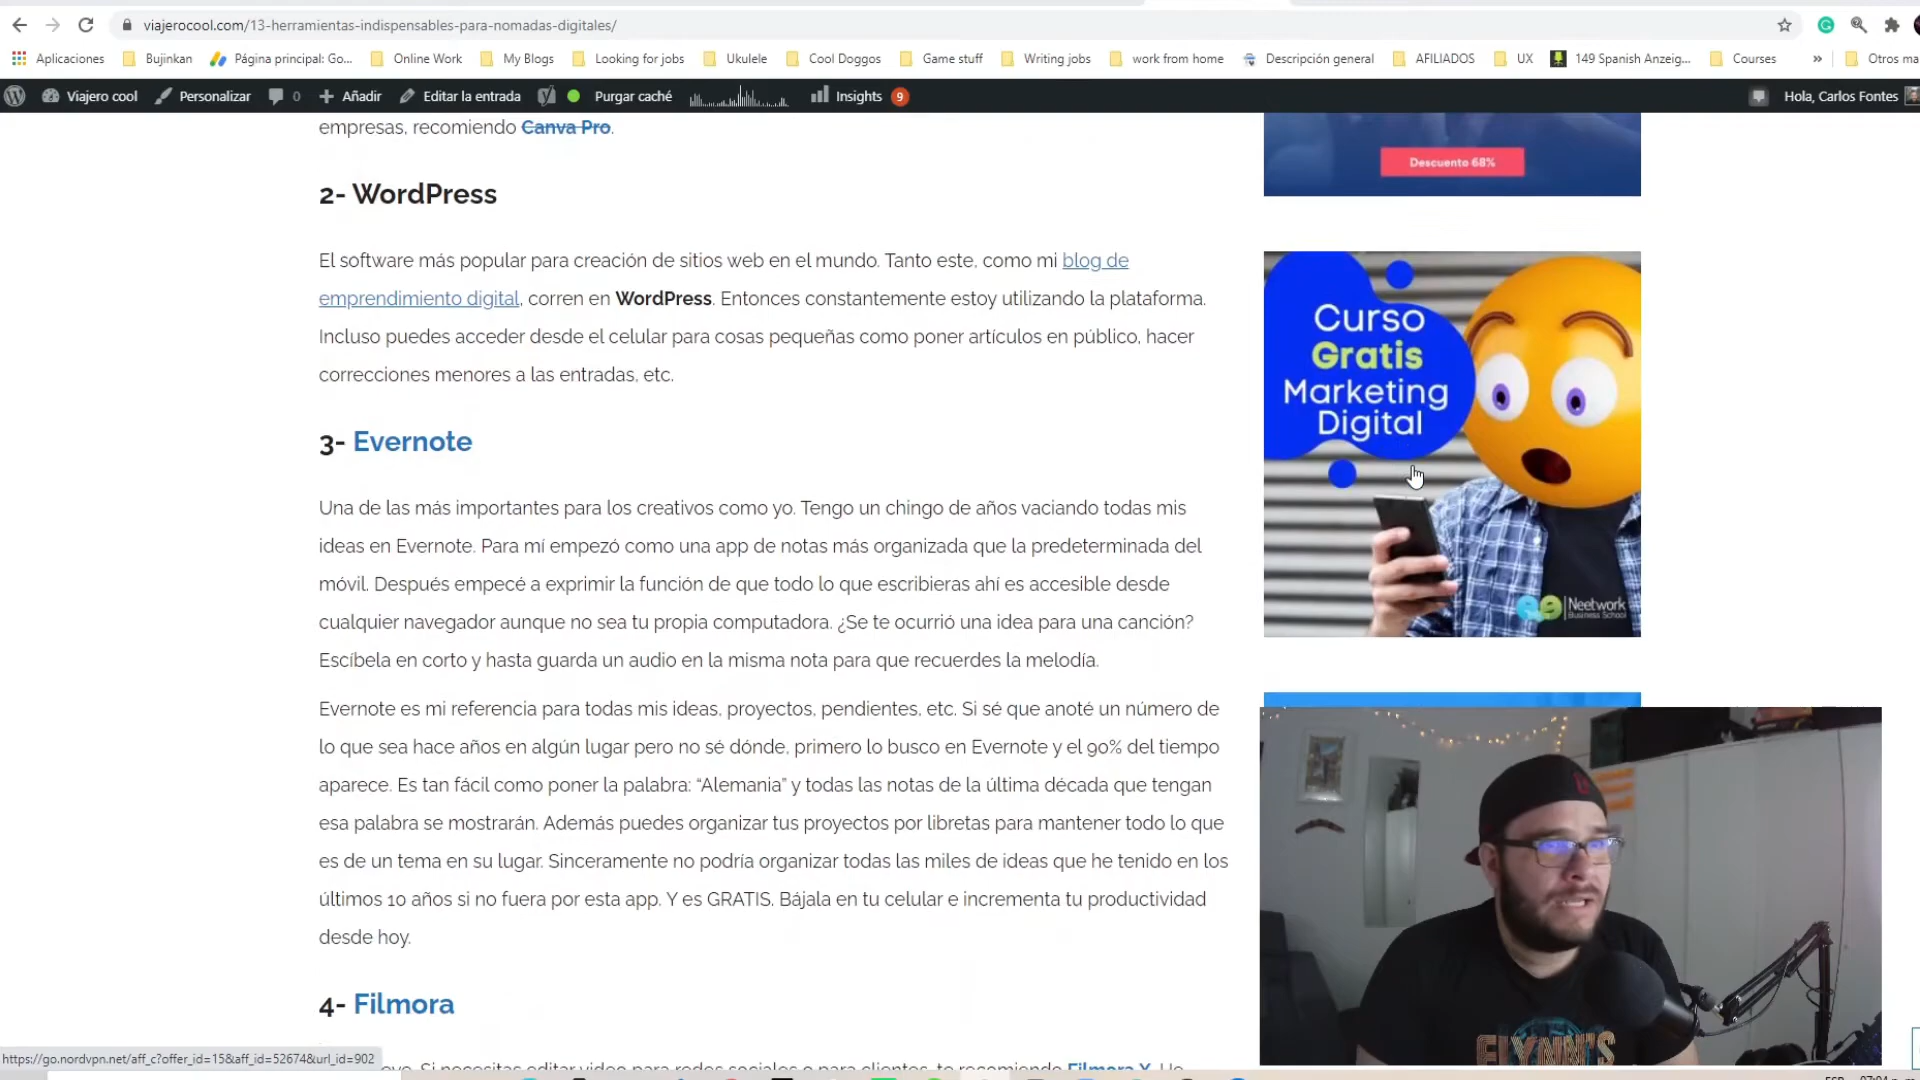 viajerocool.com/13-herramientas-indispensables-para-nomadas-digitales/
Aplicaciones Bujinkan Página principal: Go... Online Work My Blogs Looking for jobs Ukulele Cool Doggos Game stuff Writing jobs work from home Descripción general AFILIADOS UX 149 Spanish Anzeig... Courses » Otros ma
Viajero cool Personalizar 0 Añadir Editar la entrada Purgar caché Insights 9 Hola, Carlos Fontes
empresas, recomiendo Canva Pro.
2- WordPress
El software más popular para creación de sitios web en el mundo. Tanto este, como mi blog de
emprendimiento digital, corren en WordPress. Entonces constantemente estoy utilizando la plataforma.
Incluso puedes acceder desde el celular para cosas pequeñas como poner artículos en público, hacer
correcciones menores a las entradas, etc.
3- Evernote
Una de las más importantes para los creativos como yo. Tengo un chingo de años vaciando todas mis
ideas en Evernote. Para mí empezó como una app de notas más organizada que la predeterminada del
móvil. Después empecé a exprimir la función de que todo lo que escribieras ahí es accesible desde
cualquier navegador aunque no sea tu propia computadora. ¿Se te ocurrió una idea para una canción?
Escíbela en corto y hasta guarda un audio en la misma nota para que recuerdes la melodía.
Evernote es mi referencia para todas mis ideas, proyectos, pendientes, etc. Si sé que anoté un número de
lo que sea hace años en algún lugar pero no sé dónde, primero lo busco en Evernote y el 90% del tiempo
aparece. Es tan fácil como poner la palabra: “Alemania” y todas las notas de la última década que tengan
esa palabra se mostrarán. Además puedes organizar tus proyectos por libretas para mantener todo lo que
es de un tema en su lugar. Sinceramente no podría organizar todas las miles de ideas que he tenido en los
últimos 10 años si no fuera por esta app. Y es GRATIS. Bájala en tu celular e incrementa tu productividad
desde hoy.
4- Filmora
Si necesitas editar video para redes sociales o para clientes, te recomiendo Filmora X.
https://go.nordvpn.net/aff_c?offer_id=15&aff_id=52674&url_id=902
Descuento 68%
Curso
Gratis
Marketing
Digital
Neetwork
Business School
FLYNN'S